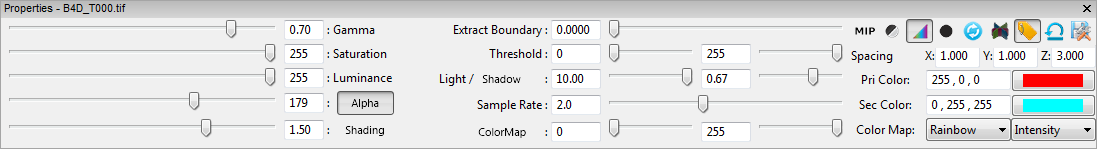 Properties - B4D_T000.tif
0.70 : Gamma Extract Boundary : 0.0000 MIP
255 : Saturation Threshold : 0 255 Spacing X: 1.000 Y: 1.000 Z: 3.000
255 : Luminance Light / Shadow : 10.00 0.67 Pri Color: 255 , 0 , 0
179 : Alpha Sample Rate : 2.0 Sec Color: 0 , 255 , 255
1.50 : Shading ColorMap : 0 255 Color Map: Rainbow Intensity